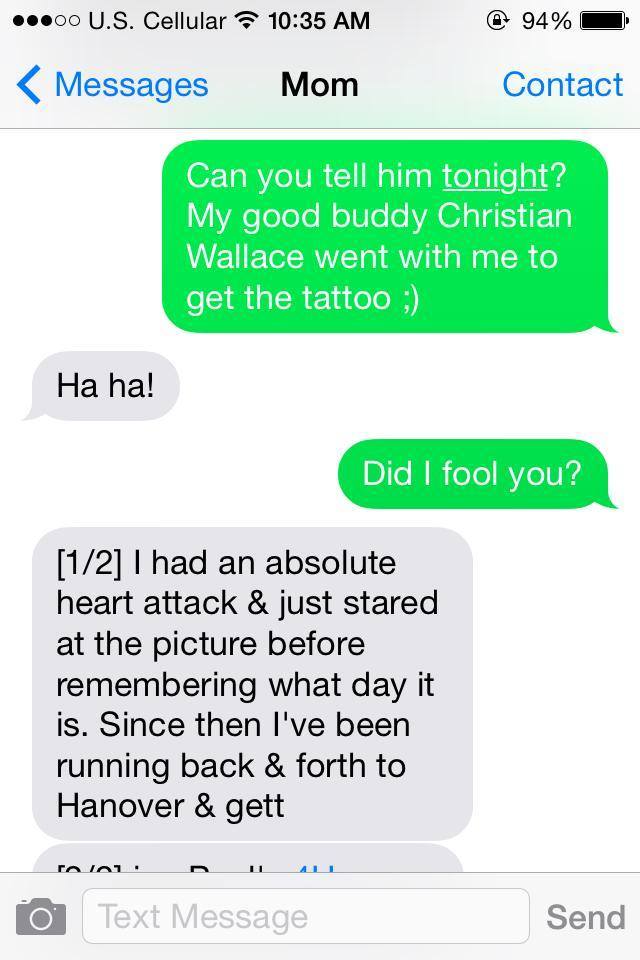 U.S. Cellular 10:35 AM 94%
Messages Mom Contact
Can you tell him tonight?
My good buddy Christian
Wallace went with me to
get the tattoo ;)
Ha ha!
Did I fool you?
[1/2] I had an absolute
heart attack & just stared
at the picture before
remembering what day it
is. Since then I've been
running back & forth to
Hanover & gett
Text Message Send